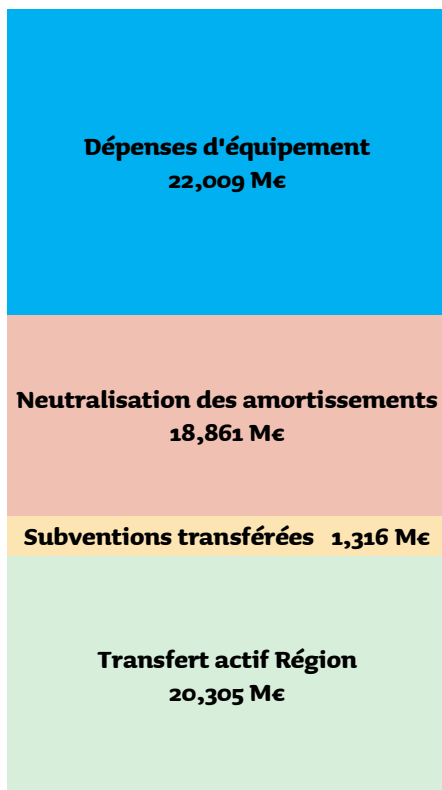 Dépenses d'équipement
22,009 M€
Neutralisation des amortissements
18,861 M€
Subventions transférées 1,316 M€
Transfert actif Région
20,305 M€